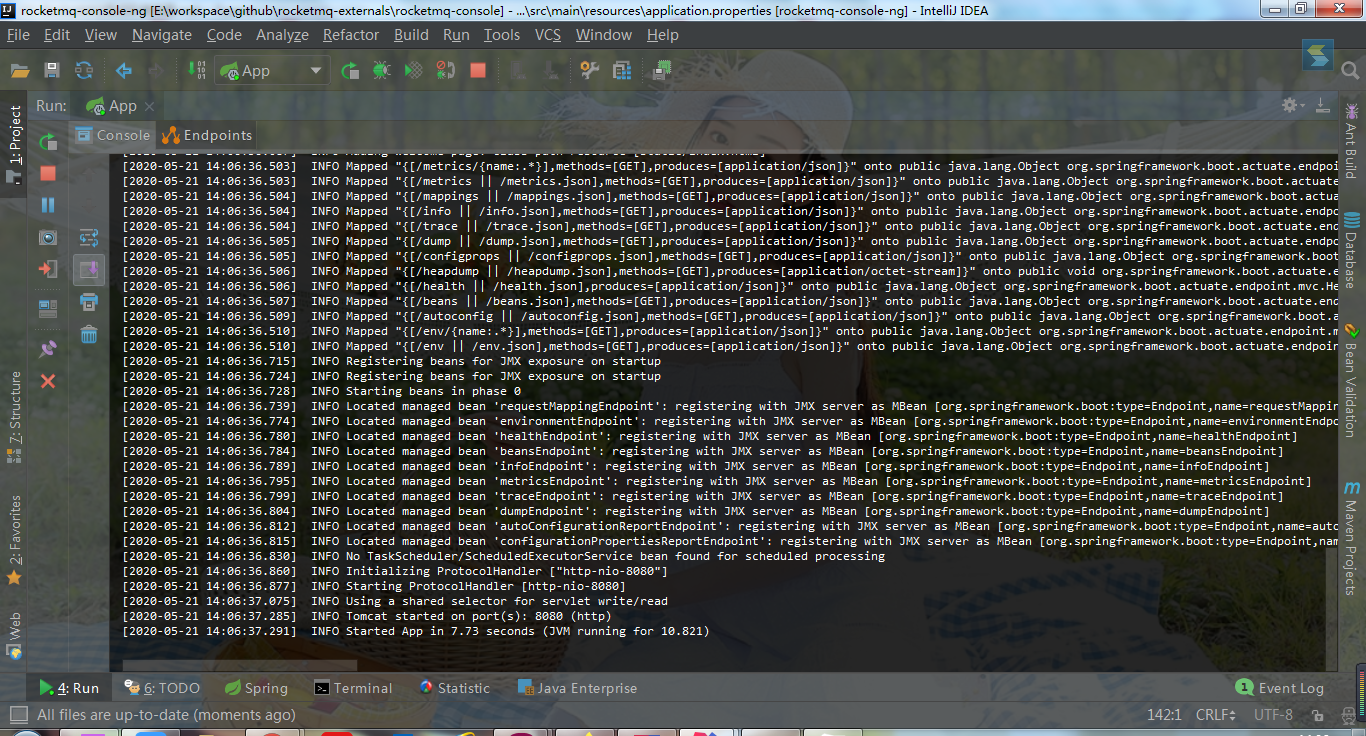 rocketmq-console-ng [E:\workspace\github\rocketmq-externals\rocketmq-console] - ...\src\main\resources\application.properties [rocketmq-console-ng] - IntelliJ IDEA
File Edit View Navigate Code Analyze Refactor Build Run Tools VCS Window Help
App
Run: App
Console Endpoints
[2020-05-21 14:06:36.503]  INFO Mapped "{[/metrics/{name:.*}],methods=[GET],produces=[application/json]}" onto public java.lang.Object org.springframework.boot.actuate.endpoin
[2020-05-21 14:06:36.503]  INFO Mapped "{[/metrics || /metrics.json],methods=[GET],produces=[application/json]}" onto public java.lang.Object org.springframework.boot.actuate
[2020-05-21 14:06:36.504]  INFO Mapped "{[/mappings || /mappings.json],methods=[GET],produces=[application/json]}" onto public java.lang.Object org.springframework.boot.actua
[2020-05-21 14:06:36.504]  INFO Mapped "{[/info || /info.json],methods=[GET],produces=[application/json]}" onto public java.lang.Object org.springframework.boot.actuate.endp
[2020-05-21 14:06:36.504]  INFO Mapped "{[/trace || /trace.json],methods=[GET],produces=[application/json]}" onto public java.lang.Object org.springframework.boot.actuate.en
[2020-05-21 14:06:36.505]  INFO Mapped "{[/dump || /dump.json],methods=[GET],produces=[application/json]}" onto public java.lang.Object org.springframework.boot.actuate.endp
[2020-05-21 14:06:36.505]  INFO Mapped "{[/configprops || /configprops.json],methods=[GET],produces=[application/json]}" onto public java.lang.Object org.springframework.boot
[2020-05-21 14:06:36.506]  INFO Mapped "{[/heapdump || /heapdump.json],methods=[GET],produces=[application/octet-stream]}" onto public void org.springframework.boot.actuate.e
[2020-05-21 14:06:36.506]  INFO Mapped "{[/health || /health.json],methods=[GET],produces=[application/json]}" onto public java.lang.Object org.springframework.boot.actuate.endpoint.mvc.He
[2020-05-21 14:06:36.507]  INFO Mapped "{[/beans || /beans.json],methods=[GET],produces=[application/json]}" onto public java.lang.Object org.springframework.boot.actuate.en
[2020-05-21 14:06:36.509]  INFO Mapped "{[/autoconfig || /autoconfig.json],methods=[GET],produces=[application/json]}" onto public java.lang.Object org.springframework.boot.a
[2020-05-21 14:06:36.510]  INFO Mapped "{[/env/{name:.*}],methods=[GET],produces=[application/json]}" onto public java.lang.Object org.springframework.boot.actuate.endpoint.m
[2020-05-21 14:06:36.510]  INFO Mapped "{[/env || /env.json],methods=[GET],produces=[application/json]}" onto public java.lang.Object org.springframework.boot.actuate.endpoin
[2020-05-21 14:06:36.715]  INFO Registering beans for JMX exposure on startup
[2020-05-21 14:06:36.724]  INFO Registering beans for JMX exposure on startup
[2020-05-21 14:06:36.728]  INFO Starting beans in phase 0
[2020-05-21 14:06:36.739]  INFO Located managed bean 'requestMappingEndpoint': registering with JMX server as MBean [org.springframework.boot:type=Endpoint,name=requestMappin
[2020-05-21 14:06:36.774]  INFO Located managed bean 'environmentEndpoint': registering with JMX server as MBean [org.springframework.boot:type=Endpoint,name=environmentEndpo
[2020-05-21 14:06:36.780]  INFO Located managed bean 'healthEndpoint': registering with JMX server as MBean [org.springframework.boot:type=Endpoint,name=healthEndpoint]
[2020-05-21 14:06:36.784]  INFO Located managed bean 'beansEndpoint': registering with JMX server as MBean [org.springframework.boot:type=Endpoint,name=beansEndpoint]
[2020-05-21 14:06:36.789]  INFO Located managed bean 'infoEndpoint': registering with JMX server as MBean [org.springframework.boot:type=Endpoint,name=infoEndpoint]
[2020-05-21 14:06:36.795]  INFO Located managed bean 'metricsEndpoint': registering with JMX server as MBean [org.springframework.boot:type=Endpoint,name=metricsEndpoint]
[2020-05-21 14:06:36.799]  INFO Located managed bean 'traceEndpoint': registering with JMX server as MBean [org.springframework.boot:type=Endpoint,name=traceEndpoint]
[2020-05-21 14:06:36.804]  INFO Located managed bean 'dumpEndpoint': registering with JMX server as MBean [org.springframework.boot:type=Endpoint,name=dumpEndpoint]
[2020-05-21 14:06:36.812]  INFO Located managed bean 'autoConfigurationReportEndpoint': registering with JMX server as MBean [org.springframework.boot:type=Endpoint,name=auto
[2020-05-21 14:06:36.815]  INFO Located managed bean 'configurationPropertiesReportEndpoint': registering with JMX server as MBean [org.springframework.boot:type=Endpoint,nam
[2020-05-21 14:06:36.830]  INFO No TaskScheduler/ScheduledExecutorService bean found for scheduled processing
[2020-05-21 14:06:36.860]  INFO Initializing ProtocolHandler ["http-nio-8080"]
[2020-05-21 14:06:36.877]  INFO Starting ProtocolHandler [http-nio-8080]
[2020-05-21 14:06:37.075]  INFO Using a shared selector for servlet write/read
[2020-05-21 14:06:37.285]  INFO Tomcat started on port(s): 8080 (http)
[2020-05-21 14:06:37.291]  INFO Started App in 7.73 seconds (JVM running for 10.821)
1: Project
7: Structure
2: Favorites
Web
Ant Build
Database
Bean Validation
Maven Projects
4: Run 6: TODO Spring Terminal Statistic Java Enterprise 1 Event Log
All files are up-to-date (moments ago) 142:1 CRLF UTF-8